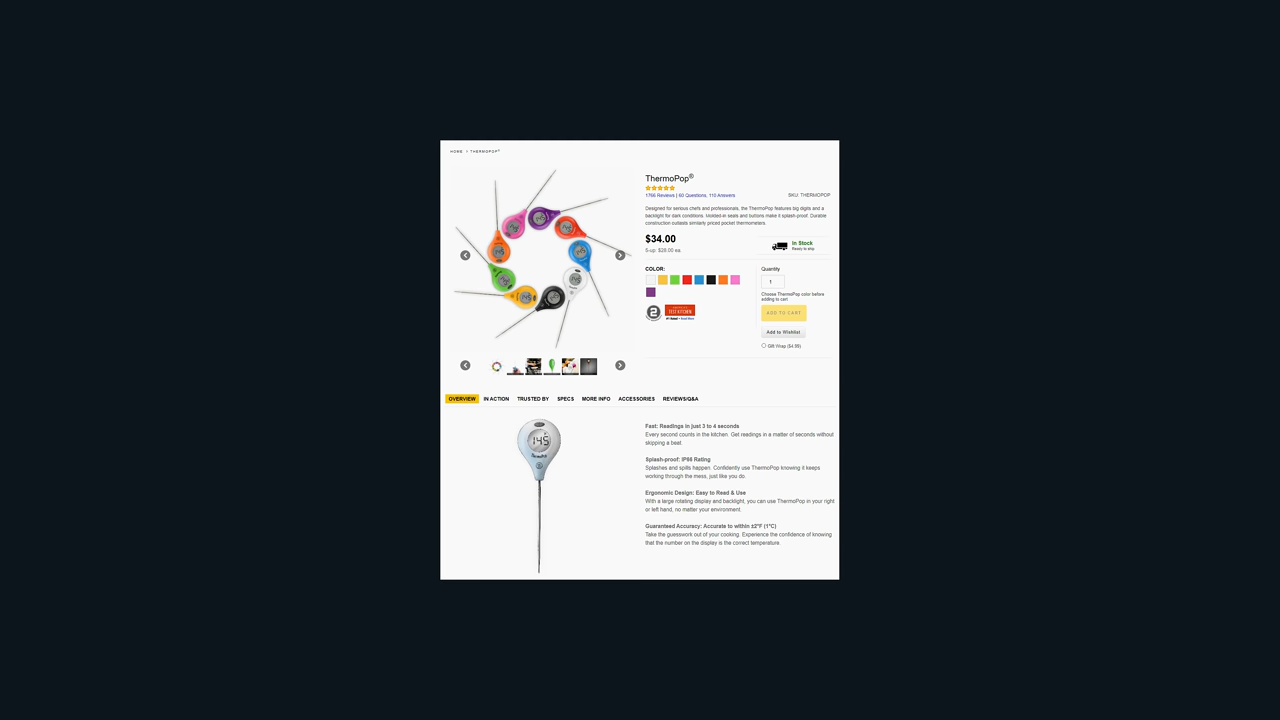 HOME > THERMOPOP®
ThermoPop®
1766 Reviews | 60 Questions, 110 Answers
SKU: THERMOPOP
Designed for serious chefs and professionals, the ThermoPop features big digits and a
backlight for dark conditions. Molded-in seals and buttons make it splash-proof. Durable
construction outlasts similarly priced pocket thermometers.
$34.00
5-up: $28.00 ea.
In Stock
Ready to ship
COLOR:
Quantity
1
Choose ThermoPop color before
adding to cart
ADD TO CART
2
TEST KITCHEN
Add to Wishlist
Gift Wrap ($4.95)
OVERVIEW IN ACTION TRUSTED BY SPECS MORE INFO ACCESSORIES REVIEWS/Q&A
145
ThermoPop
Fast: Readings in just 3 to 4 seconds
Every second counts in the kitchen. Get readings in a matter of seconds without
skipping a beat.
Splash-proof: IP66 Rating
Splashes and spills happen. Confidently use ThermoPop knowing it keeps
working through the mess, just like you do.
Ergonomic Design: Easy to Read & Use
With a large rotating display and backlight, you can use ThermoPop in your right
or left hand, no matter your environment.
Guaranteed Accuracy: Accurate to within ±2°F (1°C)
Take the guesswork out of your cooking. Experience the confidence of knowing
that the number on the display is the correct temperature.